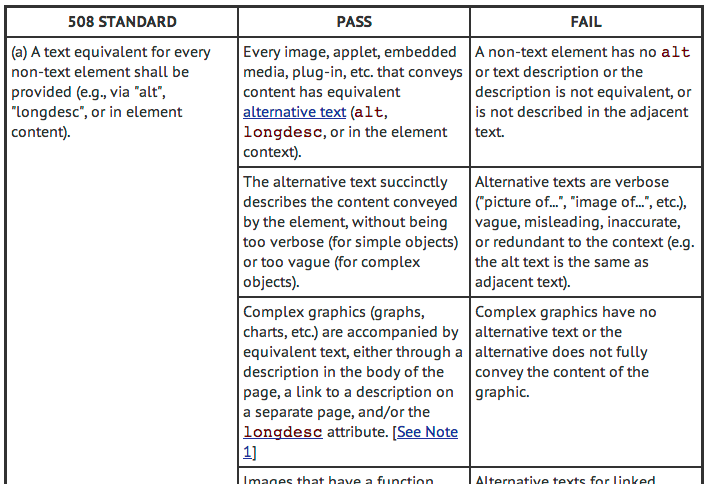 508 STANDARD
PASS
FAIL
(a) A text equivalent for every
non-text element shall be
provided (e.g., via "alt",
"longdesc", or in element
content).
Every image, applet, embedded
media, plug-in, etc. that conveys
content has equivalent
alternative text (alt,
longdesc, or in the element
context).
A non-text element has no alt
or text description or the
description is not equivalent, or
is not described in the adjacent
text.
The alternative text succinctly
describes the content conveyed
by the element, without being
too verbose (for simple objects)
or too vague (for complex
objects).
Alternative texts are verbose
("picture of...", "image of...", etc.),
vague, misleading, inaccurate,
or redundant to the context (e.g.
the alt text is the same as
adjacent text).
Complex graphics (graphs,
charts, etc.) are accompanied by
equivalent text, either through a
description in the body of the
page, a link to a description on
a separate page, and/or the
longdesc attribute. [See Note
1]
Complex graphics have no
alternative text or the
alternative does not fully
convey the content of the
graphic.
Images that have a function
Alternative texts for linked